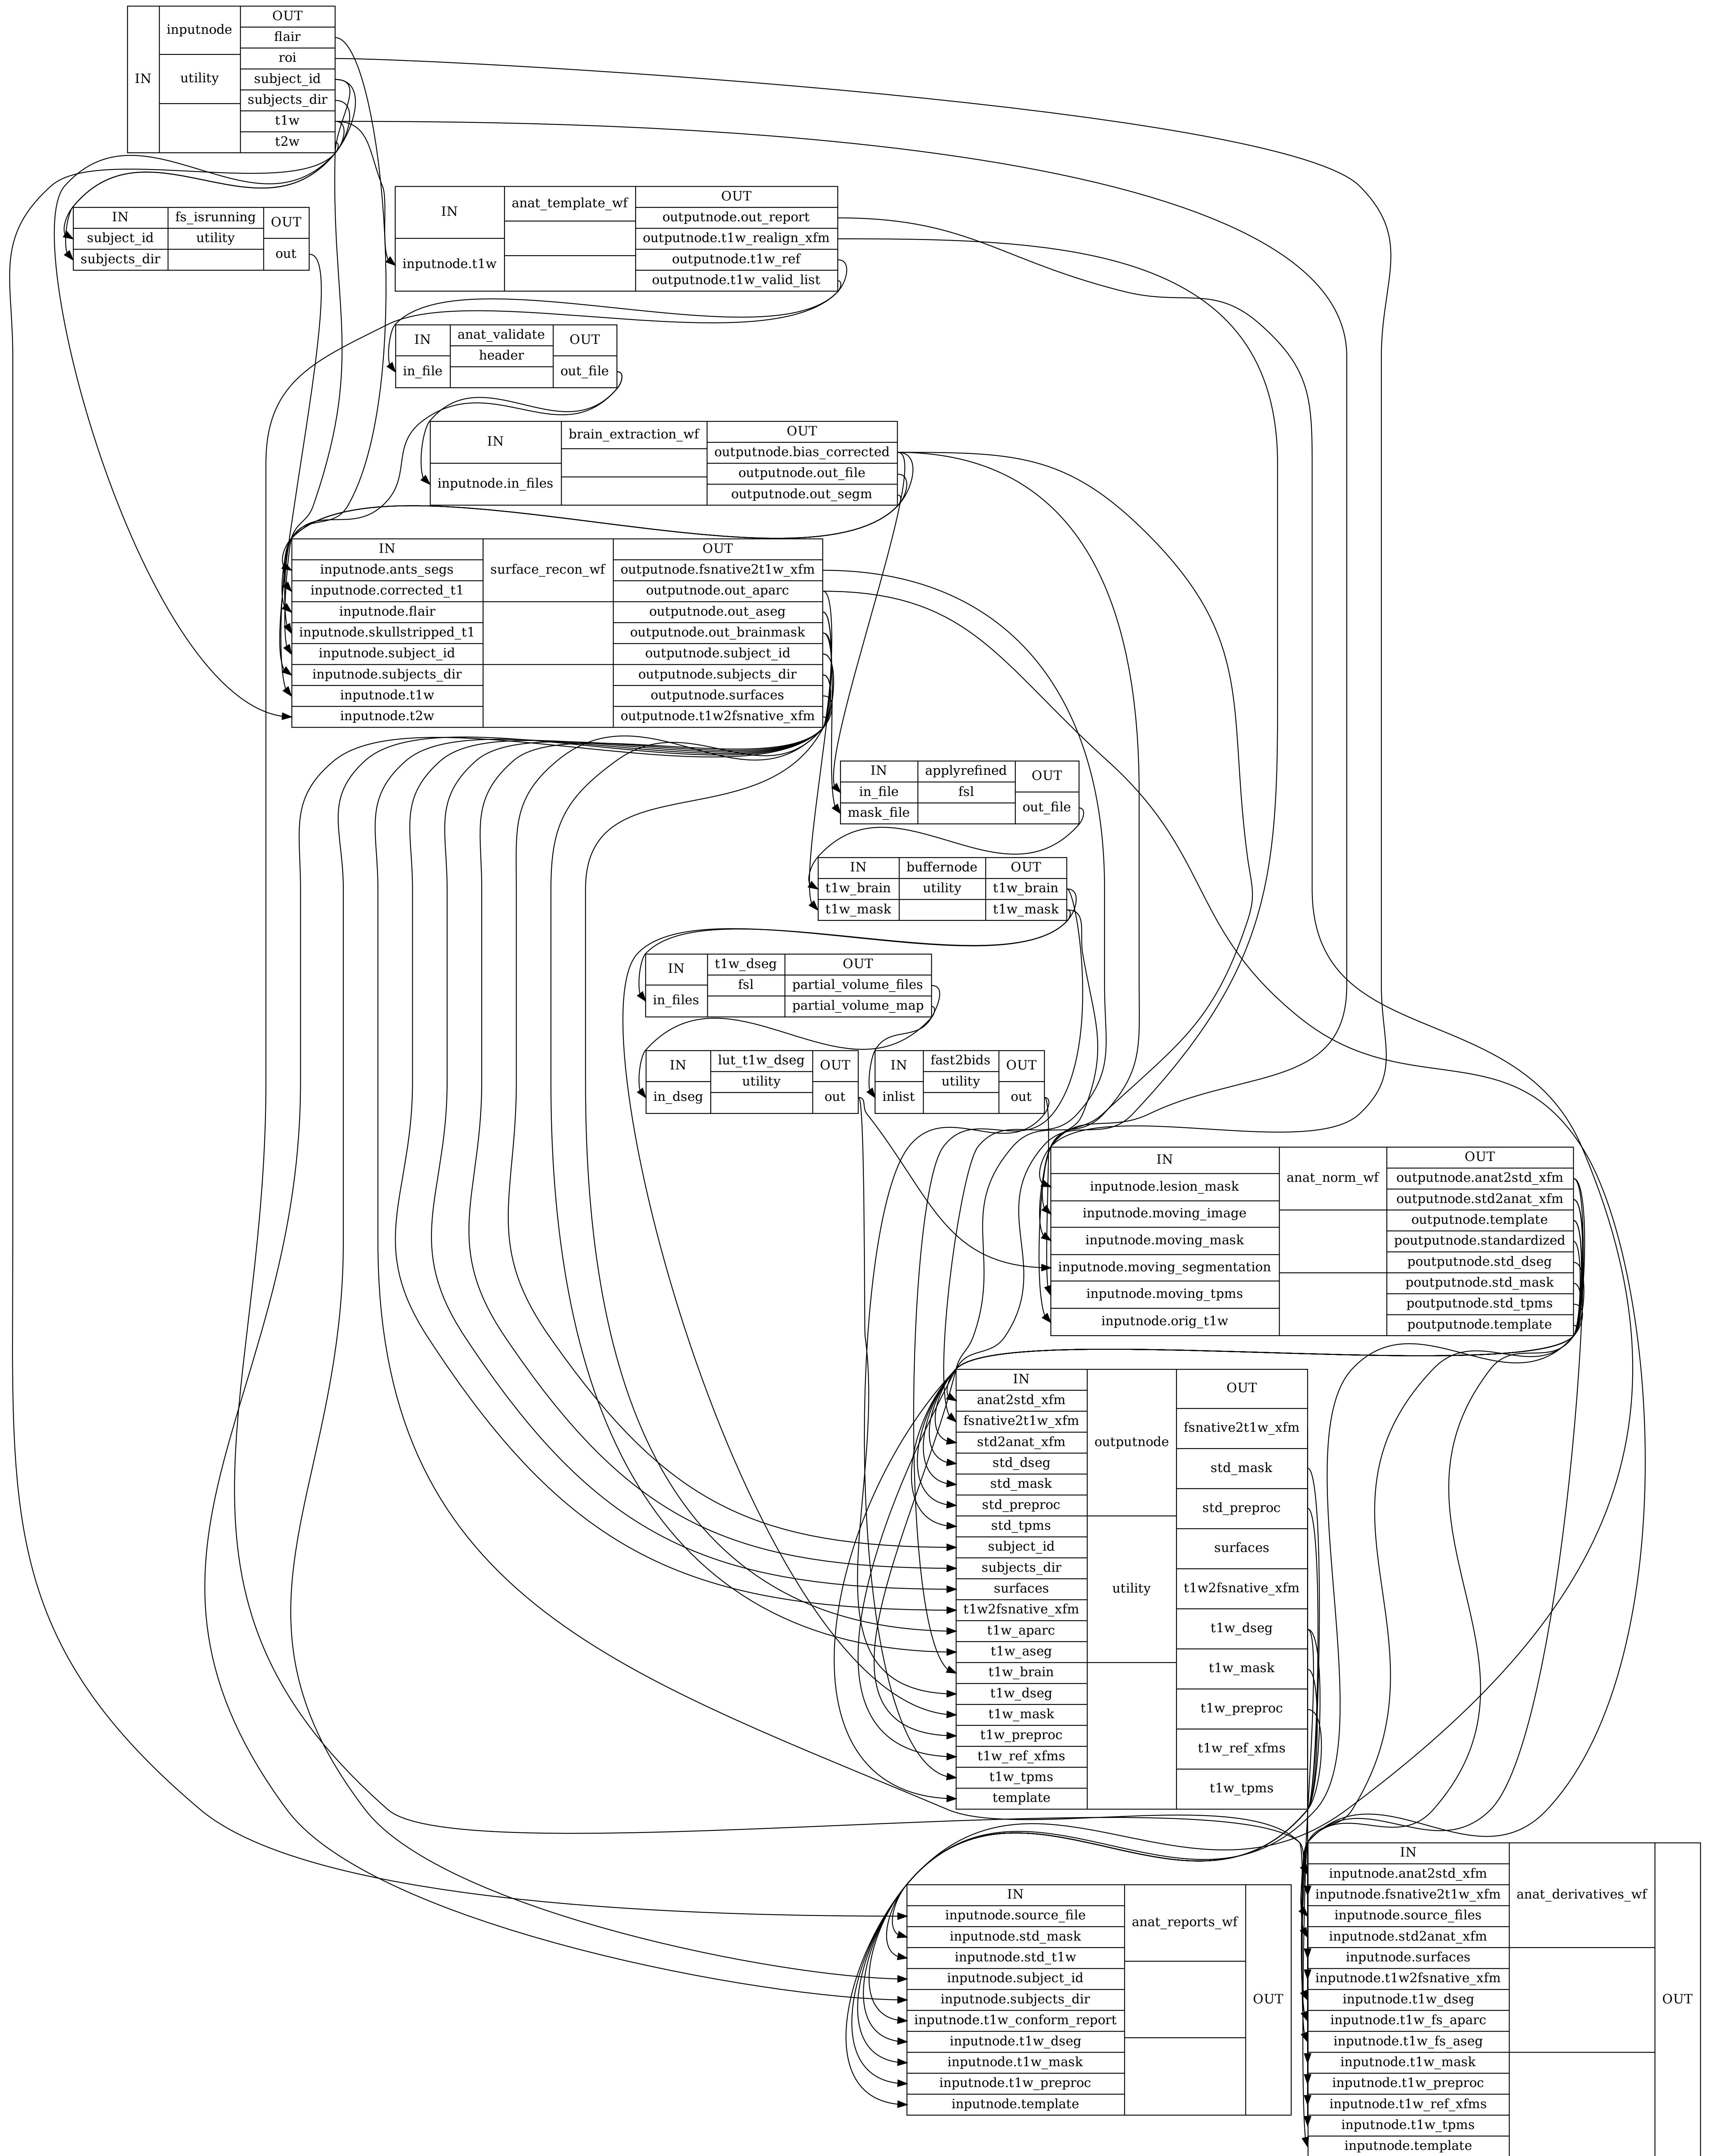 IN
inputnode
utility
OUT
flair
roi
subject_id
subjects_dir
t1w
t2w
IN
subject_id
subjects_dir
fs_isrunning
utility
OUT
out
IN
inputnode.t1w
anat_template_wf
OUT
outputnode.out_report
outputnode.t1w_realign_xfm
outputnode.t1w_ref
outputnode.t1w_valid_list
IN
in_file
anat_validate
header
OUT
out_file
IN
inputnode.in_files
brain_extraction_wf
OUT
outputnode.bias_corrected
outputnode.out_file
outputnode.out_segm
IN
inputnode.ants_segs
inputnode.corrected_t1
inputnode.flair
inputnode.skullstripped_t1
inputnode.subject_id
inputnode.subjects_dir
inputnode.t1w
inputnode.t2w
surface_recon_wf
OUT
outputnode.fsnative2t1w_xfm
outputnode.out_aparc
outputnode.out_aseg
outputnode.out_brainmask
outputnode.subject_id
outputnode.subjects_dir
outputnode.surfaces
outputnode.t1w2fsnative_xfm
IN
in_file
mask_file
applyrefined
fsl
OUT
out_file
IN
t1w_brain
t1w_mask
buffernode
utility
OUT
t1w_brain
t1w_mask
IN
in_files
t1w_dseg
fsl
OUT
partial_volume_files
partial_volume_map
IN
in_dseg
lut_t1w_dseg
utility
OUT
out
IN
inlist
fast2bids
utility
OUT
out
IN
inputnode.lesion_mask
inputnode.moving_image
inputnode.moving_mask
inputnode.moving_segmentation
inputnode.moving_tpms
inputnode.orig_t1w
anat_norm_wf
OUT
outputnode.anat2std_xfm
outputnode.std2anat_xfm
outputnode.template
poutputnode.standardized
poutputnode.std_dseg
poutputnode.std_mask
poutputnode.std_tpms
poutputnode.template
IN
anat2std_xfm
fsnative2t1w_xfm
std2anat_xfm
std_dseg
std_mask
std_preproc
std_tpms
subject_id
subjects_dir
surfaces
t1w2fsnative_xfm
t1w_aparc
t1w_aseg
t1w_brain
t1w_dseg
t1w_mask
t1w_preproc
t1w_ref_xfms
t1w_tpms
template
outputnode
utility
OUT
fsnative2t1w_xfm
std_mask
std_preproc
surfaces
t1w2fsnative_xfm
t1w_dseg
t1w_mask
t1w_preproc
t1w_ref_xfms
t1w_tpms
IN
inputnode.source_file
inputnode.std_mask
inputnode.std_t1w
inputnode.subject_id
inputnode.subjects_dir
inputnode.t1w_conform_report
inputnode.t1w_dseg
inputnode.t1w_mask
inputnode.t1w_preproc
inputnode.template
anat_reports_wf
OUT
IN
inputnode.anat2std_xfm
inputnode.fsnative2t1w_xfm
inputnode.source_files
inputnode.std2anat_xfm
inputnode.surfaces
inputnode.t1w2fsnative_xfm
inputnode.t1w_dseg
inputnode.t1w_fs_aparc
inputnode.t1w_fs_aseg
inputnode.t1w_mask
inputnode.t1w_preproc
inputnode.t1w_ref_xfms
inputnode.t1w_tpms
inputnode.template
anat_derivatives_wf
OUT